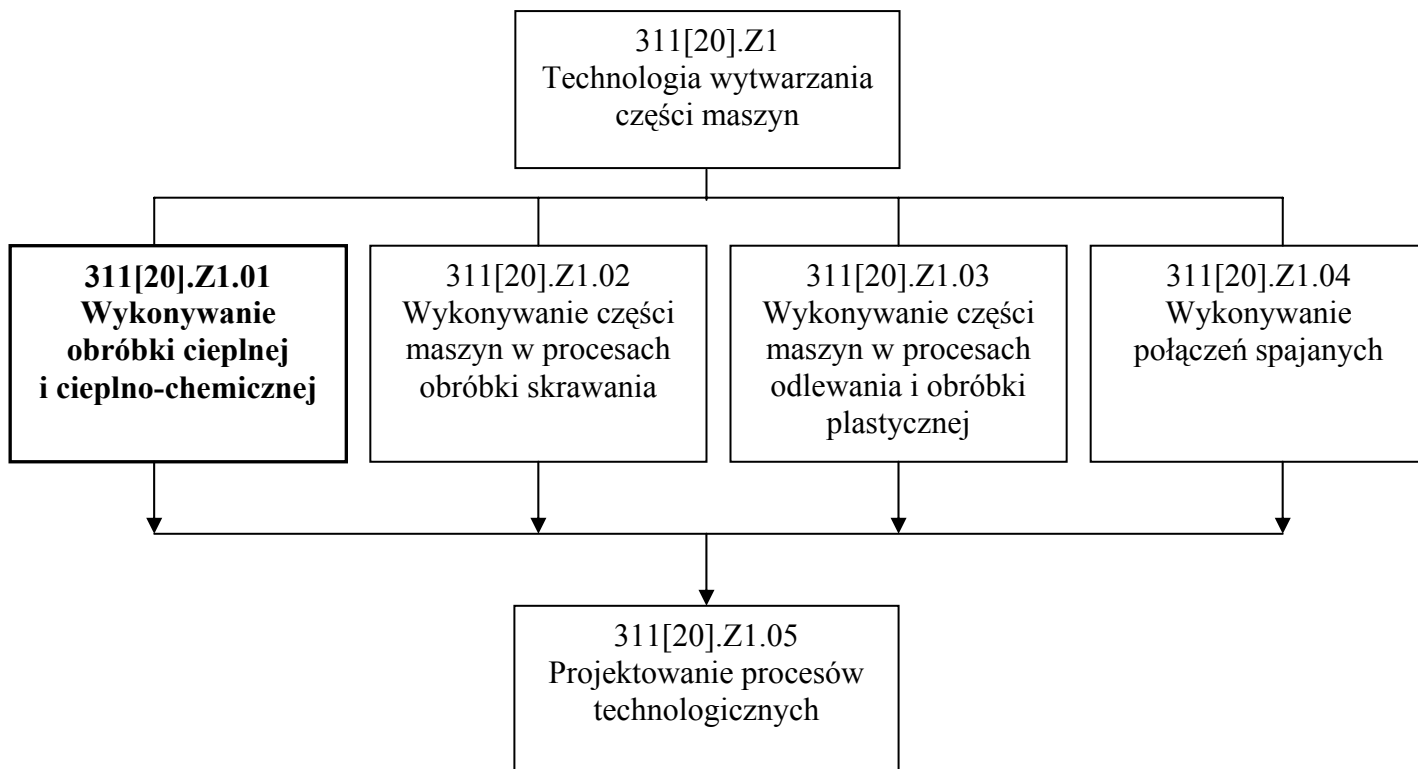 311[20].Z1
Technologia wytwarzania
części maszyn
311[20].Z1.01
Wykonywanie
obróbki cieplnej
i cieplno-chemicznej
311[20].Z1.02
Wykonywanie części
maszyn w procesach
obróbki skrawania
311[20].Z1.03
Wykonywanie części
maszyn w procesach
odlewania i obróbki
plastycznej
311[20].Z1.04
Wykonywanie
połączeń spajanych
311[20].Z1.05
Projektowanie procesów
technologicznych